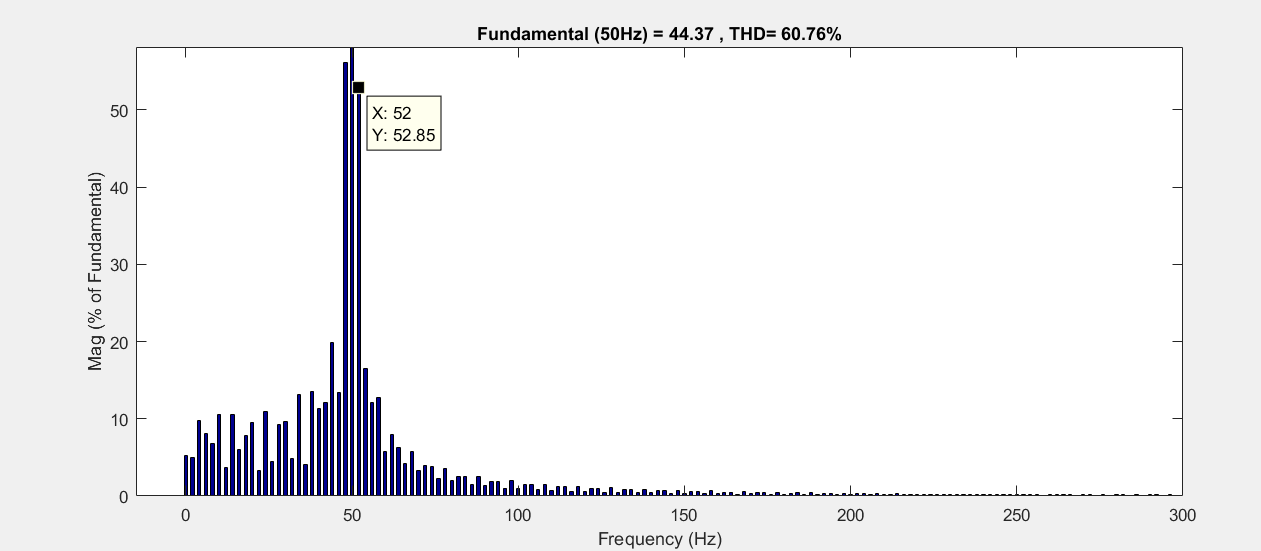 Fundamental (50Hz) = 44.37 , THD= 60.76%
Mag (% of Fundamental)
50
40
30
20
10
0
X: 52
Y: 52.85
0 50 100 150 200 250 300
Frequency (Hz)